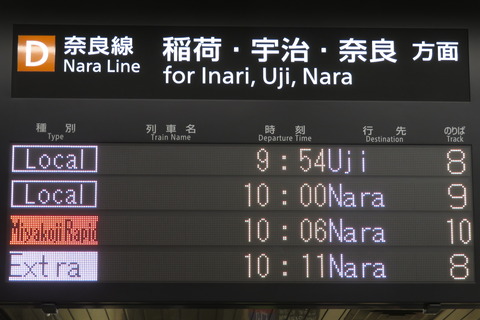 D 奈良線 稲荷・宇治・奈良 方面
Nara Line for Inari, Uji, Nara
種別 列車名 時刻 行先 のりば
Type Train Name Departure Time Destination Track
Local 9:54 Uji 8
Local 10:00 Nara 9
Miyakoji Rapid 10:06 Nara 10
Extra 10:11 Nara 8